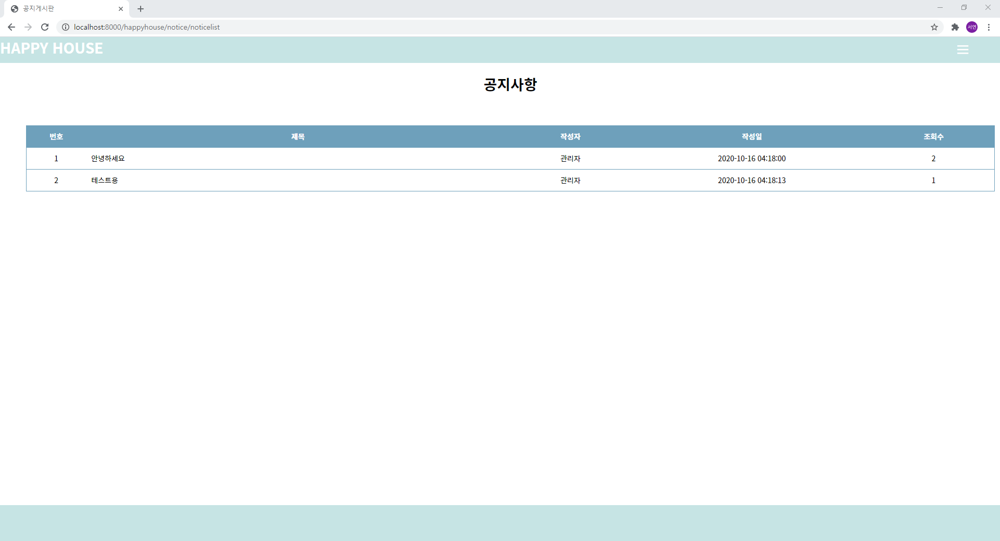 공지게시판
localhost:8000/happyhouse/notice/noticelist
서연
HAPPY HOUSE
공지사항
번호 제목 작성자 작성일 조회수
1 안녕하세요 관리자 2020-10-16 04:18:00 2
2 테스트용 관리자 2020-10-16 04:18:13 1